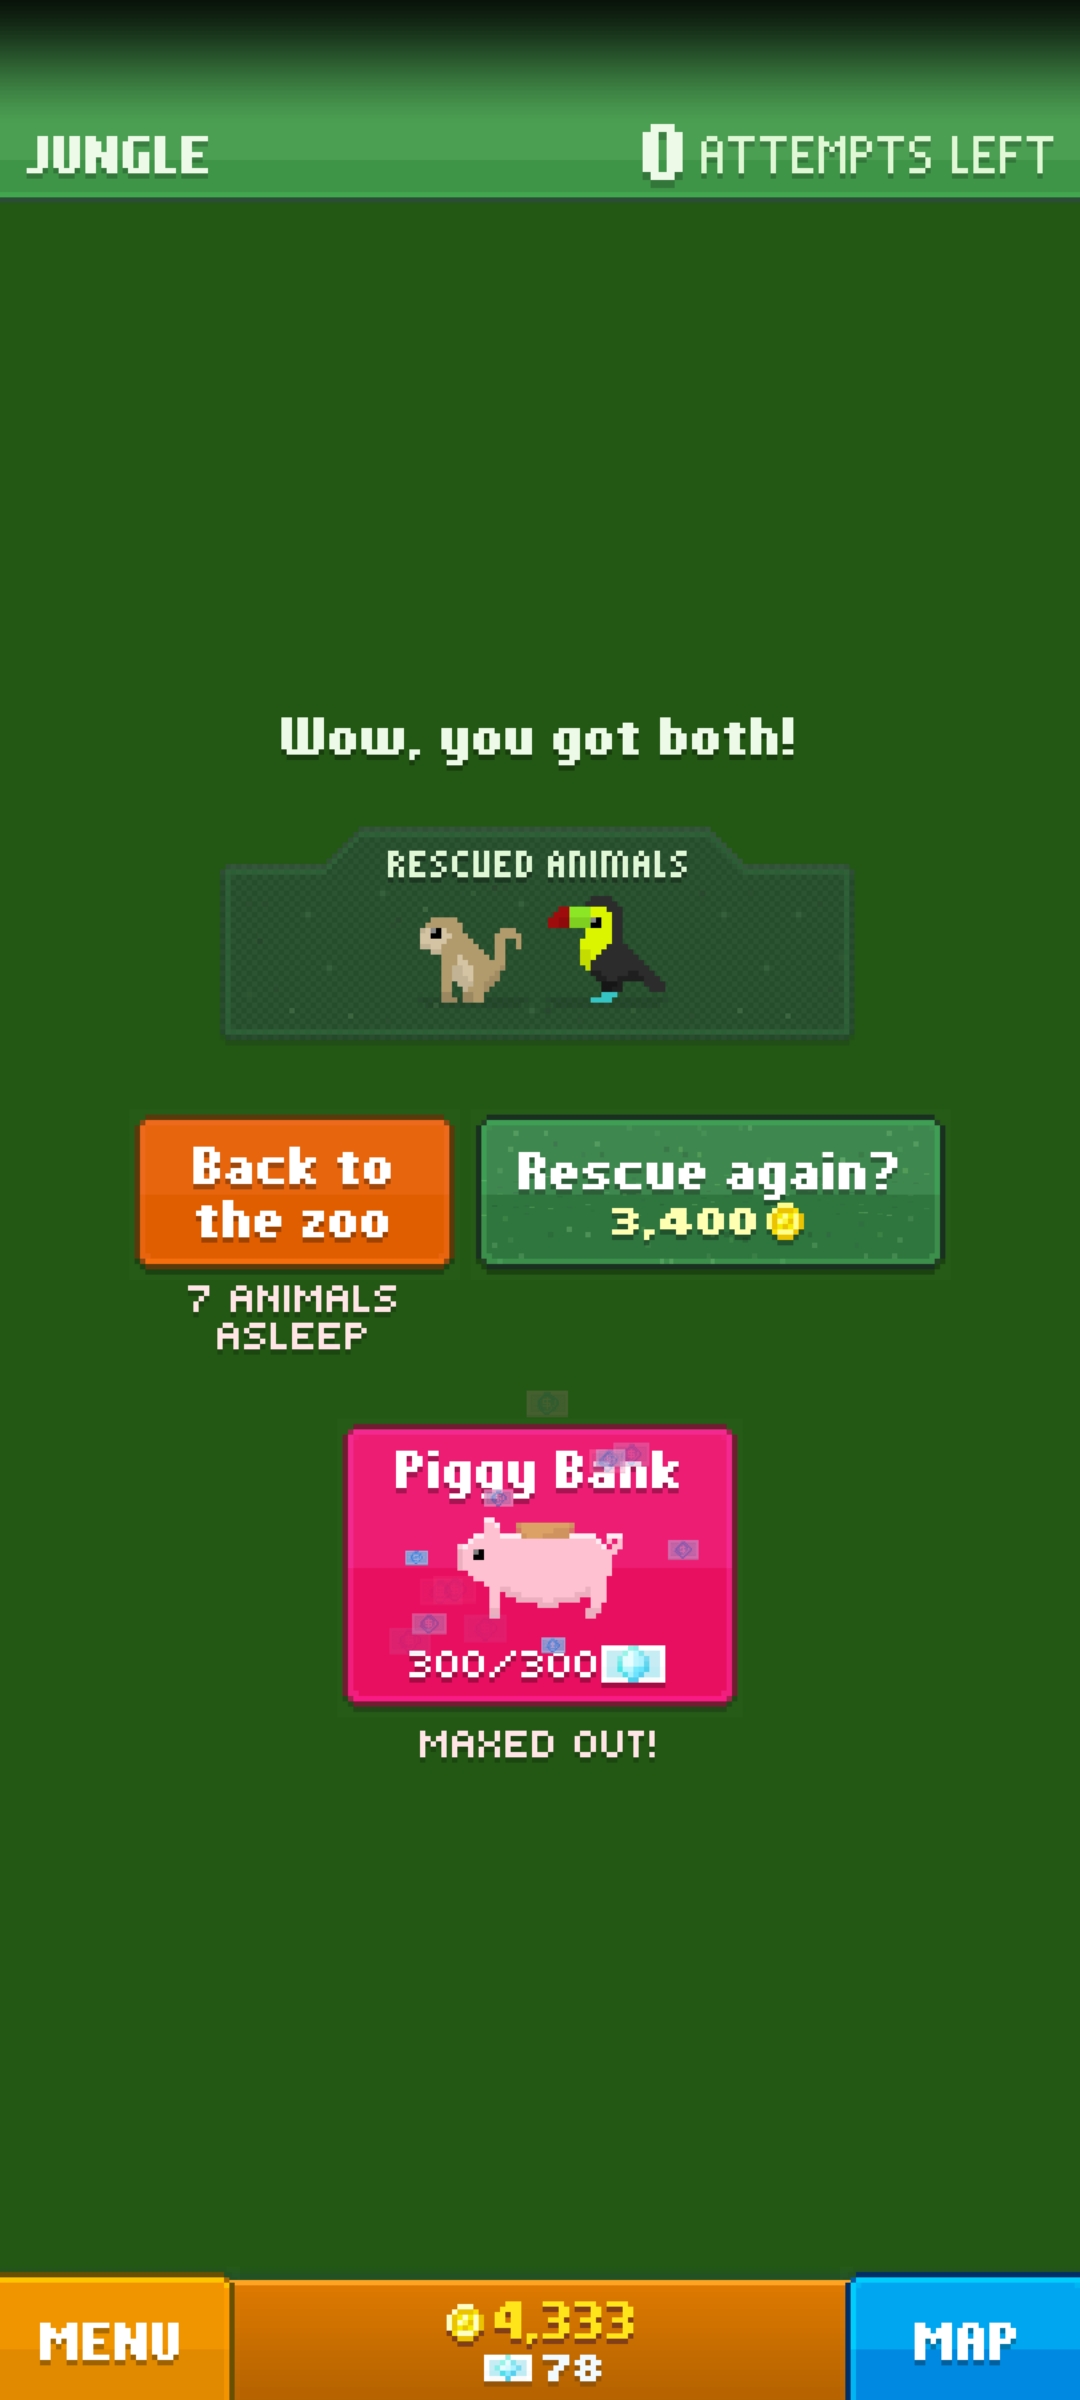 JUNGLE
0 ATTEMPTS LEFT
Wow, you got both!
RESCUED ANIMALS
Back to
the zoo
Rescue again?
3,400
7 ANIMALS
ASLEEP
Piggy Bank
300/300
MAXED OUT!
MENU
4,333
78
MAP